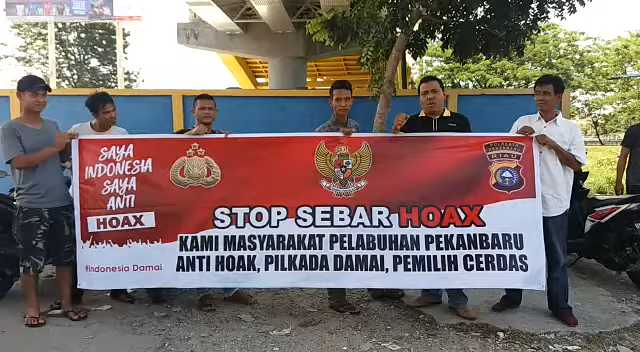 SAYA
INDONESIA
SAYA
ANTI
HOAX
#Indonesia Damai
STOP SEBAR HOAX
KAMI MASYARAKAT PELABUHAN PEKANBARU
ANTI HOAK, PILKADA DAMAI, PEMILIH CERDAS
RIAU